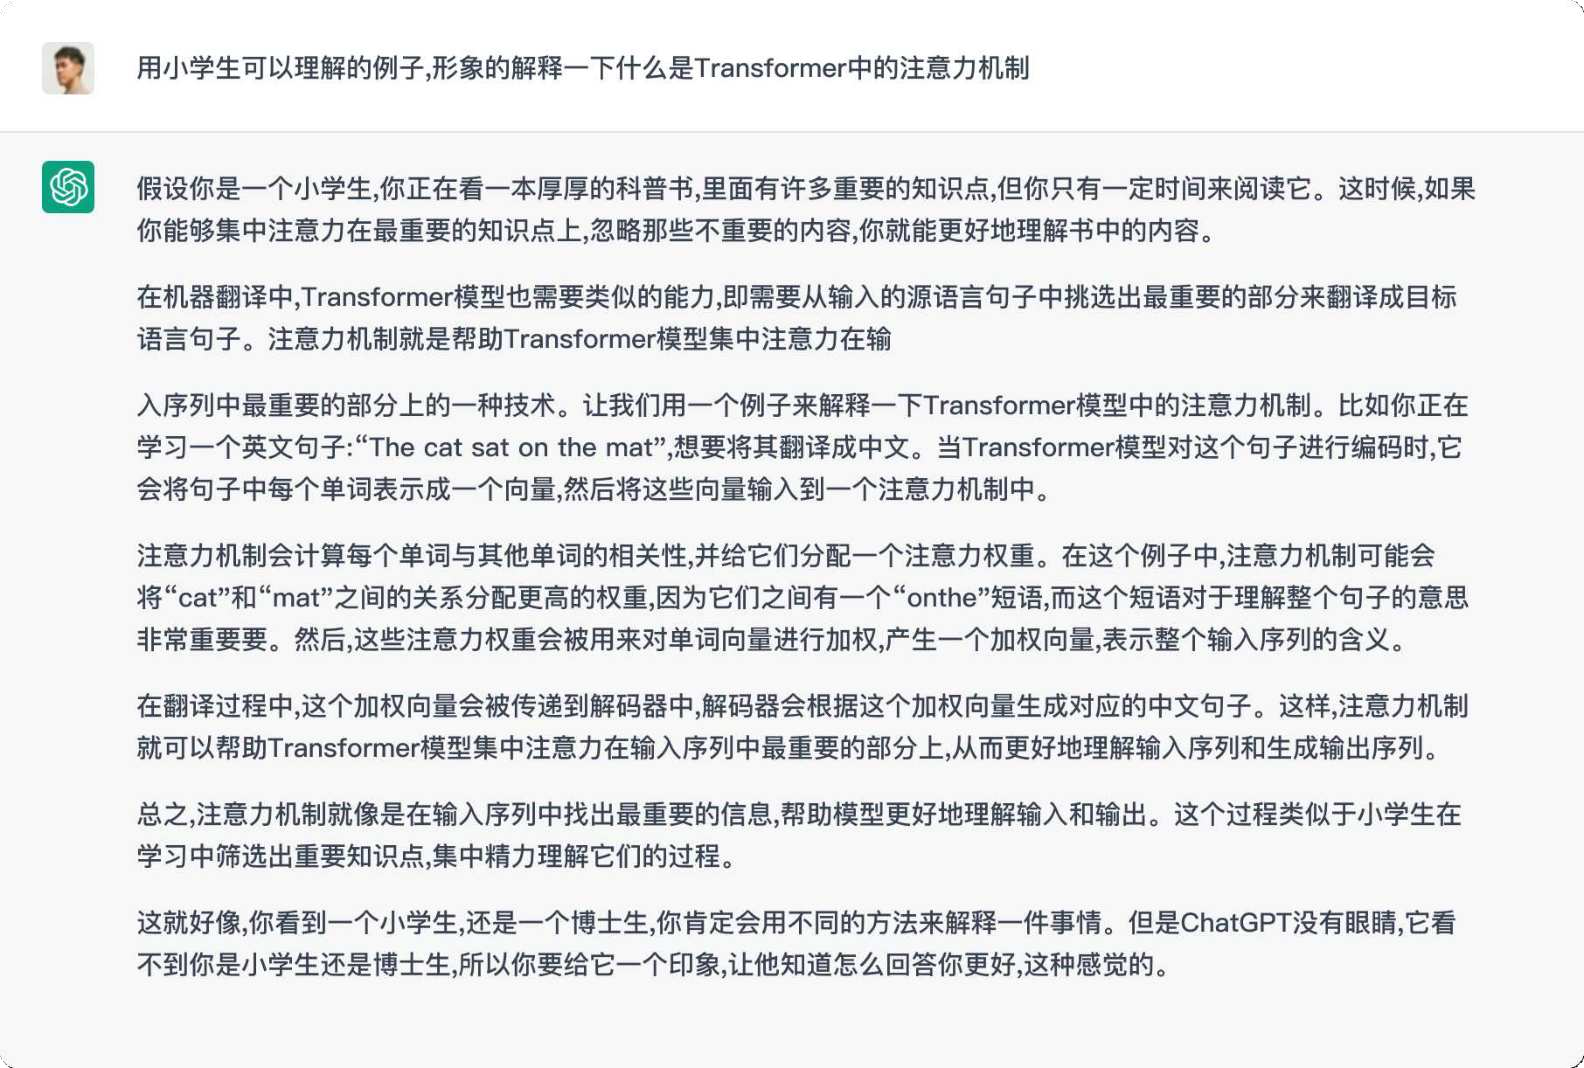 用小学生可以理解的例子,形象的解释一下什么是Transformer中的注意力机制
假设你是一个小学生,你正在看一本厚厚的科普书,里面有许多重要的知识点,但你只有一定时间来阅读它。这时候,如果
你能够集中注意力在最重要的知识点上,忽略那些不重要的内容,你就能更好地理解书中的内容。
在机器翻译中,Transformer模型也需要类似的能力,即需要从输入的源语言句子中挑选出最重要的部分来翻译成目标
语言句子。注意力机制就是帮助Transformer模型集中注意力在输
入序列中最重要的部分上的一种技术。让我们用一个例子来解释一下Transformer模型中的注意力机制。比如你正在
学习一个英文句子:“The cat sat on the mat”,想要将其翻译成中文。当Transformer模型对这个句子进行编码时,它
会将句子中每个单词表示成一个向量,然后将这些向量输入到一个注意力机制中。
注意力机制会计算每个单词与其他单词的相关性,并给它们分配一个注意力权重。在这个例子中,注意力机制可能会
将“cat”和“mat”之间的关系分配更高的权重,因为它们之间有一个“onthe”短语,而这个短语对于理解整个句子的意思
非常重要要。然后,这些注意力权重会被用来对单词向量进行加权,产生一个加权向量,表示整个输入序列的含义。
在翻译过程中,这个加权向量会被传递到解码器中,解码器会根据这个加权向量生成对应的中文句子。这样,注意力机制
就可以帮助Transformer模型集中注意力在输入序列中最重要的部分上,从而更好地理解输入序列和生成输出序列。
总之,注意力机制就像是在输入序列中找出最重要的信息,帮助模型更好地理解输入和输出。这个过程类似于小学生在
学习中筛选出重要知识点,集中精力理解它们的过程。
这就好像,你看到一个小学生,还是一个博士生,你肯定会用不同的方法来解释一件事情。但是ChatGPT没有眼睛,它看
不到你是小学生还是博士生,所以你要给它一个印象,让他知道怎么回答你更好,这种感觉的。